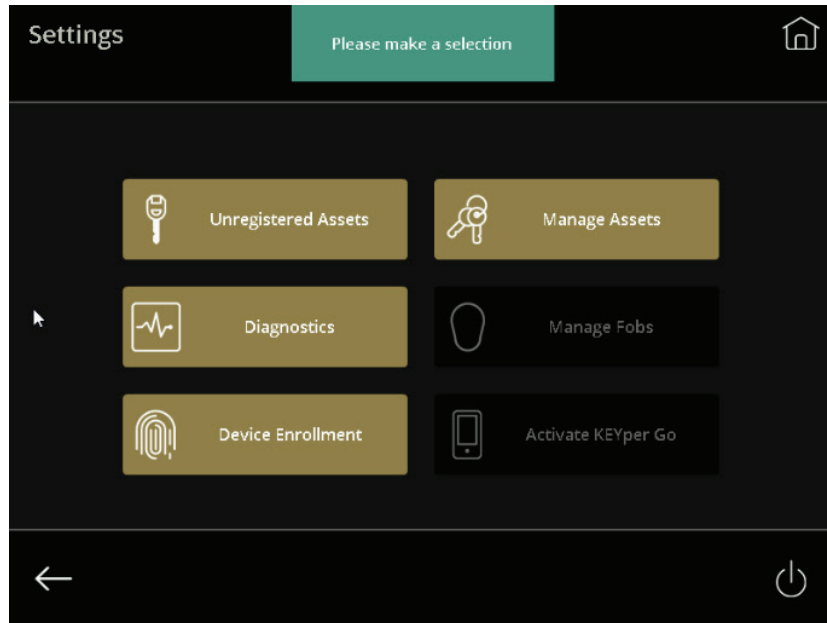 Settings
Please make a selection
Unregistered Assets
Manage Assets
Diagnostics
Manage Fobs
Device Enrollment
Activate KEYper Go